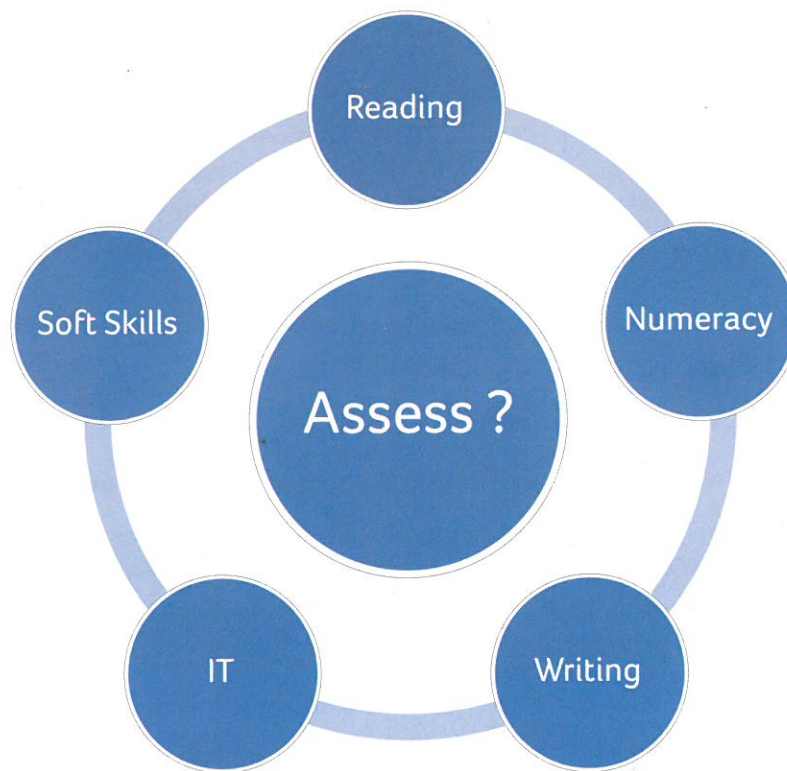 Reading
Numeracy
Writing
IT
Soft Skills
Assess ?